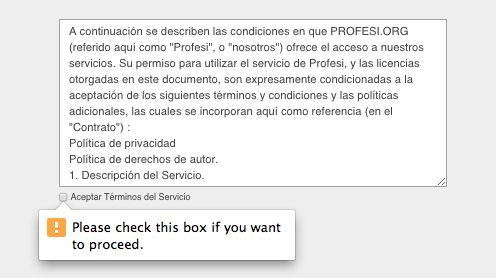 A continuación se describen las condiciones en que PROFESI.ORG
(referido aquí como "Profesi", o "nosotros") ofrece el acceso a nuestros
servicios. Su permiso para utilizar el servicio de Profesi, y las licencias
otorgadas en este documento, son expresamente condicionadas a la
aceptación de los siguientes términos y condiciones y las políticas
adicionales, las cuales se incorporan aquí como referencia (en el
"Contrato") :
Política de privacidad
Política de derechos de autor.
1. Descripción del Servicio.
Aceptar Términos del Servicio
Please check this box if you want
to proceed.